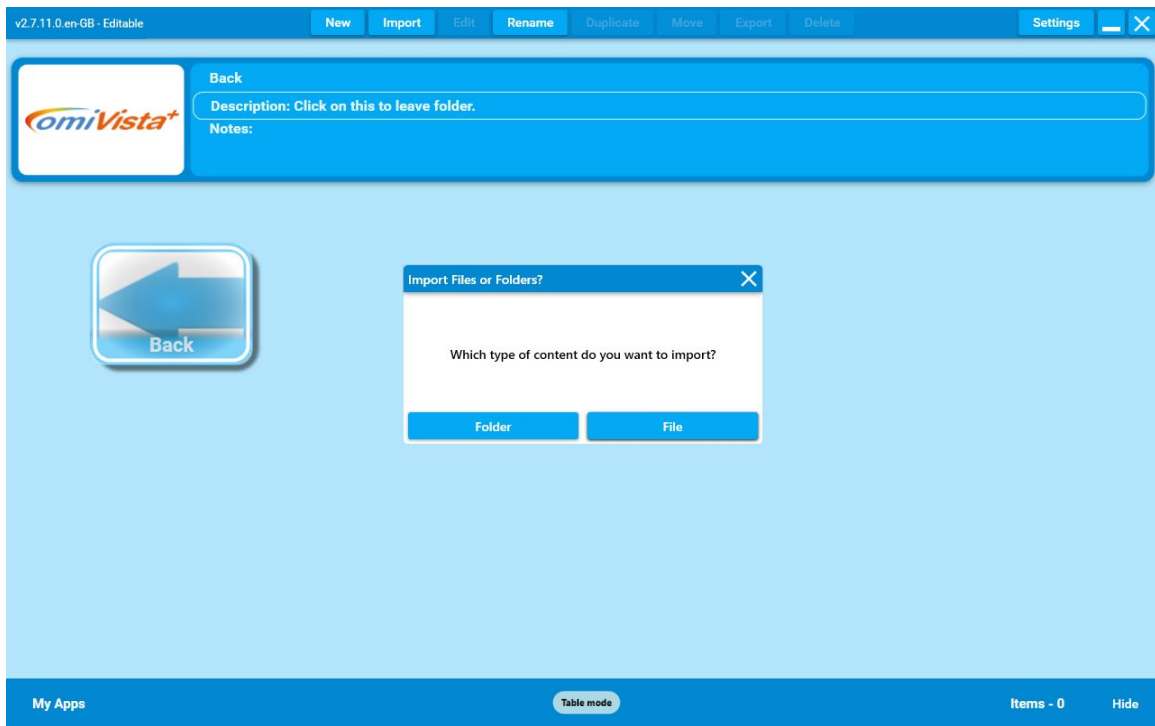 v2.7.11.0.en-GB - Editable
New
Import
Edit
Rename
Duplicate
Move
Export
Delete
Settings
omiVista+
Back
Description: Click on this to leave folder.
Notes:
Back
Import Files or Folders?
Which type of content do you want to import?
Folder
File
My Apps
Table mode
Items - 0
Hide